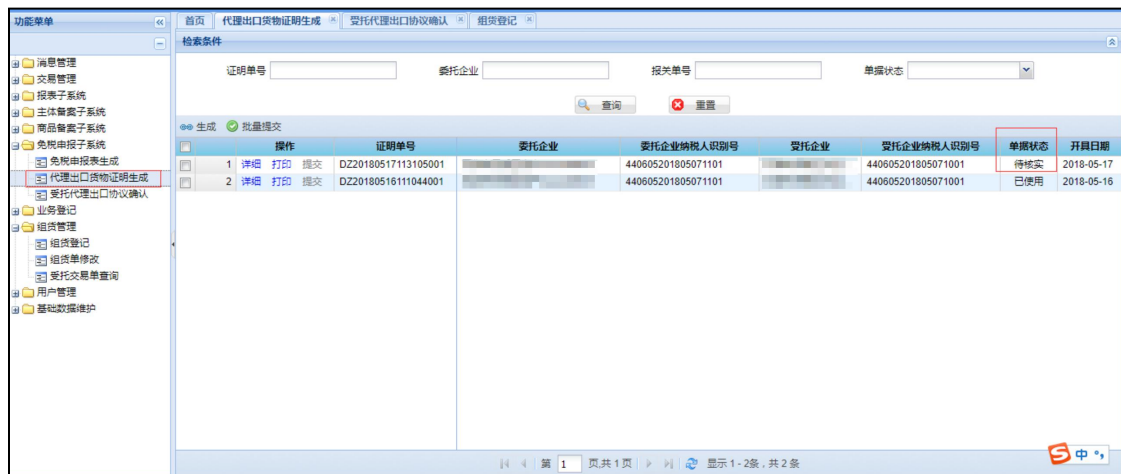 功能菜单
首页 代理出口货物证明生成 受托代理出口协议确认 组货登记
检索条件
消息管理
交易管理
报表子系统
主体备案子系统
商品备案子系统
免税申报子系统
免税申报表生成
代理出口货物证明生成
受托代理出口协议确认
业务登记
组货管理
组货登记
组货单修改
受托交易单查询
用户管理
基础数据维护
证明单号 委托企业 报关单号 单据状态
查询 重置
生成 批量提交
操作 证明单号 委托企业 委托企业纳税人识别号 受托企业 受托企业纳税人识别号 单据状态 开具日期
1 详细 打印 提交 DZ20180517113105001 440605201805071101 440605201805071001 待核实 2018-05-17
2 详细 打印 提交 DZ20180516111044001 440605201805071101 440605201805071001 已使用 2018-05-16
第 1 页,共 1 页 显示 1 - 2条，共 2 条
S 中 °,